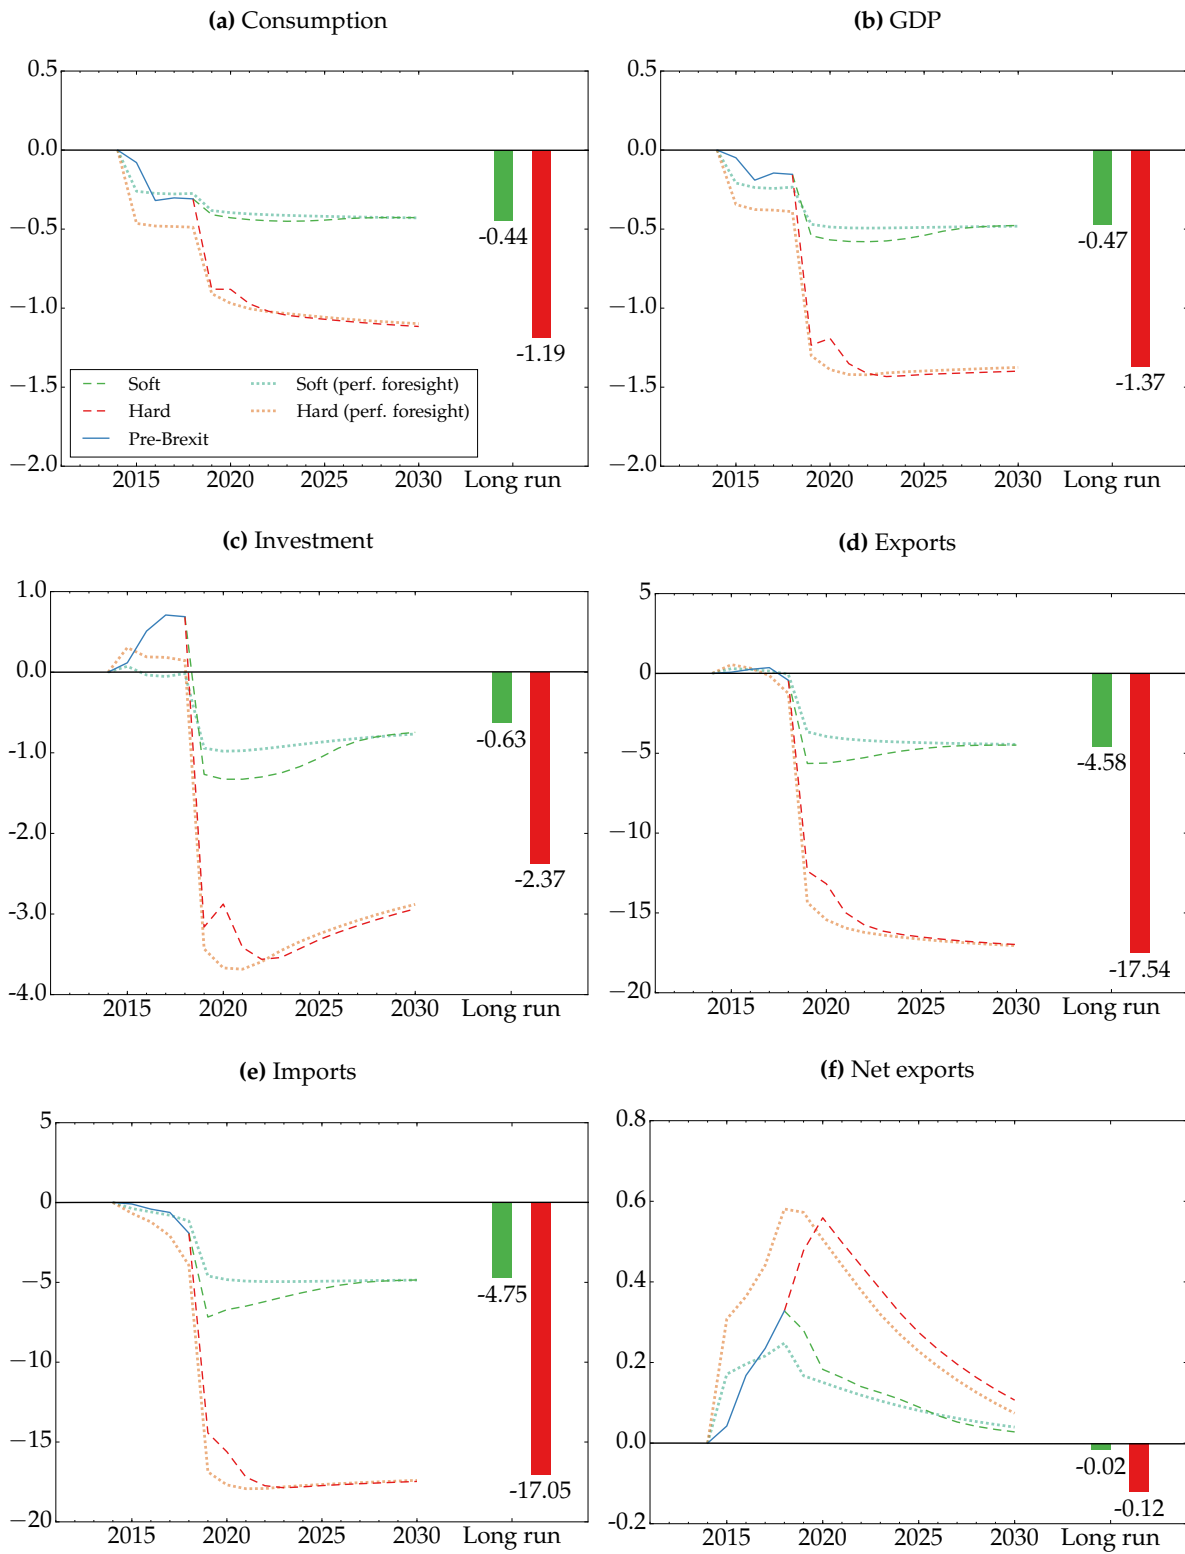 (a) Consumption
0.5
0.0
−0.5
−1.0
−1.5
−2.0
-0.44
-1.19
Soft
Hard
Pre-Brexit
Soft (perf. foresight)
Hard (perf. foresight)
2015 2020 2025 2030 Long run
(b) GDP
0.5
0.0
−0.5
−1.0
−1.5
−2.0
-0.47
-1.37
2015 2020 2025 2030 Long run
(c) Investment
1.0
0.0
-1.0
-2.0
-3.0
-4.0
-0.63
-2.37
2015 2020 2025 2030 Long run
(d) Exports
5
0
−5
−10
−15
−20
-4.58
-17.54
2015 2020 2025 2030 Long run
(e) Imports
5
0
−5
−10
−15
−20
-4.75
-17.05
2015 2020 2025 2030 Long run
(f) Net exports
0.8
0.6
0.4
0.2
0.0
-0.2
-0.02
-0.12
2015 2020 2025 2030 Long run